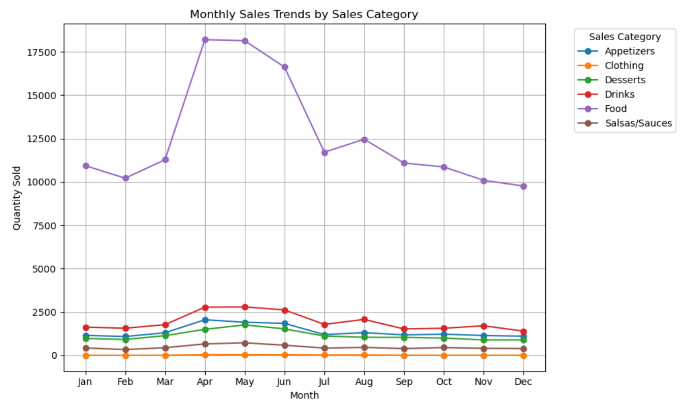 Monthly Sales Trends by Sales Category
Sales Category
Appetizers
Clothing
Desserts
Drinks
Food
Salsas/Sauces
Quantity Sold
17500
15000
12500
10000
7500
5000
2500
0
Jan Feb Mar Apr May Jun Jul Aug Sep Oct Nov Dec
Month